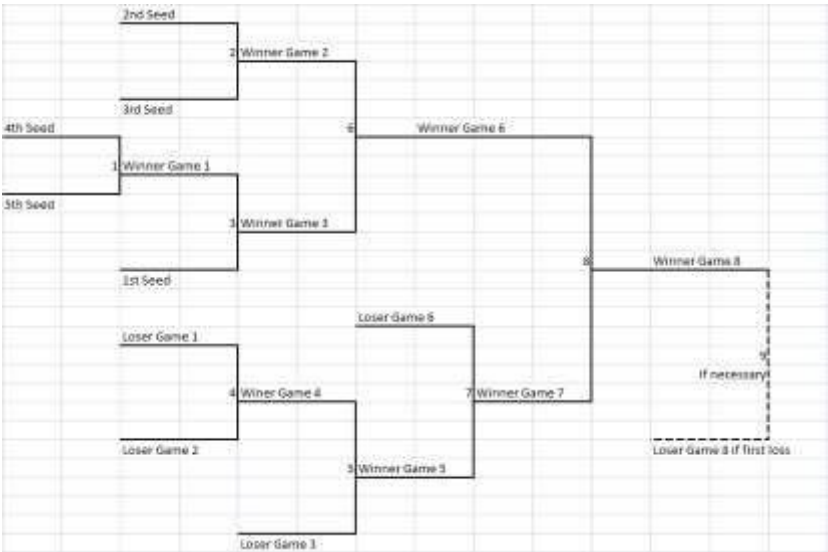 2nd Seed
2 Winner Game 2
3rd Seed
4th Seed
6 Winner Game 6
1 Winner Game 1
5th Seed
3 Winner Game 3
8 Winner Game 8
1st Seed
Loser Game 6
Loser Game 1
9
If necessary
4 Winer Game 4
7 Winner Game 7
Loser Game 2
Loser Game 8 if first loss
5 Winner Game 5
Loser Game 3